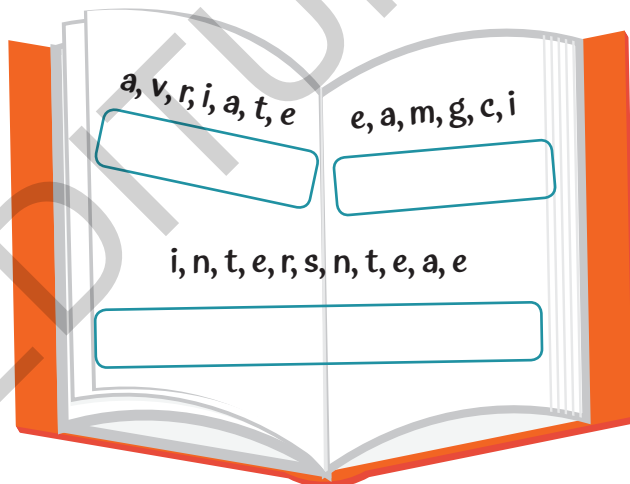 a, v, r, i, a, t, e
e, a, m, g, c, i
i, n, t, e, r, s, n, t, e, a, e